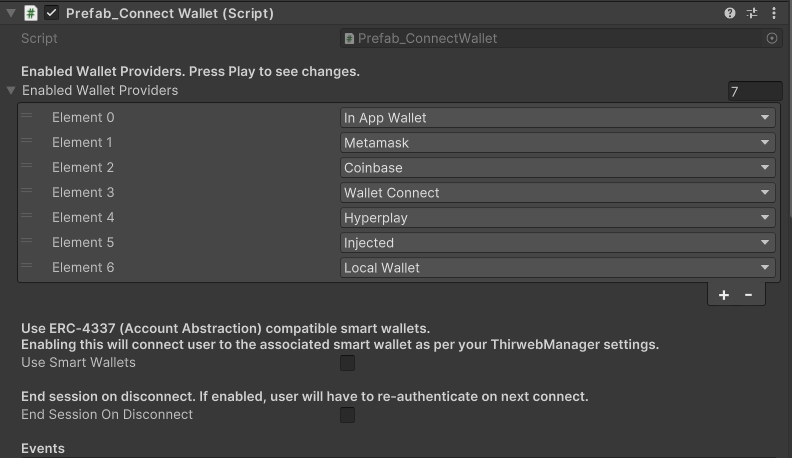 Prefab_Connect Wallet (Script)
Script Prefab_ConnectWallet
Enabled Wallet Providers. Press Play to see changes.
Enabled Wallet Providers 7
Element 0 In App Wallet
Element 1 Metamask
Element 2 Coinbase
Element 3 Wallet Connect
Element 4 Hyperplay
Element 5 Injected
Element 6 Local Wallet
+ -
Use ERC-4337 (Account Abstraction) compatible smart wallets.
Enabling this will connect user to the associated smart wallet as per your ThirwebManager settings.
Use Smart Wallets
End session on disconnect. If enabled, user will have to re-authenticate on next connect.
End Session On Disconnect
Events